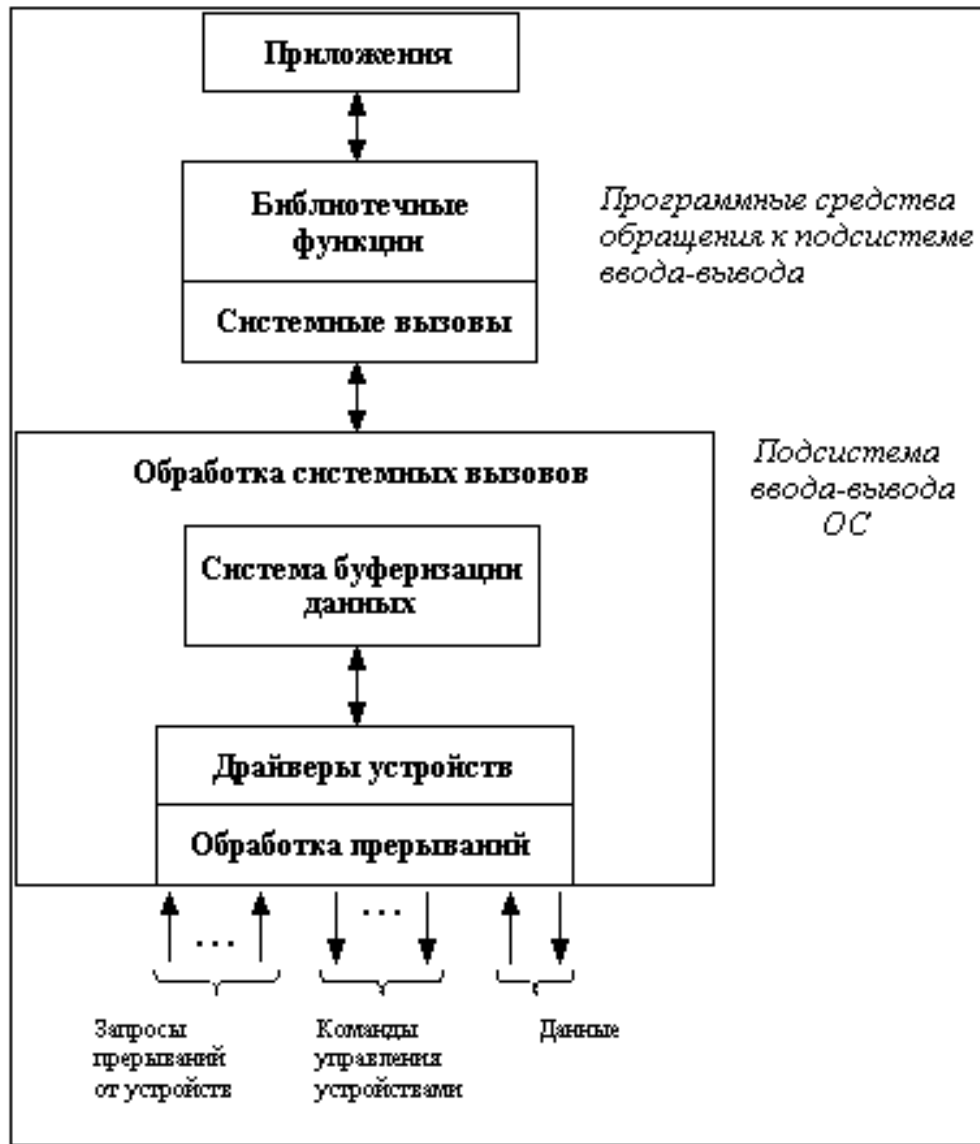 Приложения
Библиотечные
функции
Системные вызовы
Программные средства
обращения к подсистеме
ввода-вывода
Обработка системных вызовов
Подсистема
ввода-вывода
ОС
Система буферизации
данных
Драйверы устройств
Обработка прерываний
...
...
Запросы
прерываний
от устройств
Команды
управления
устройствами
Данные